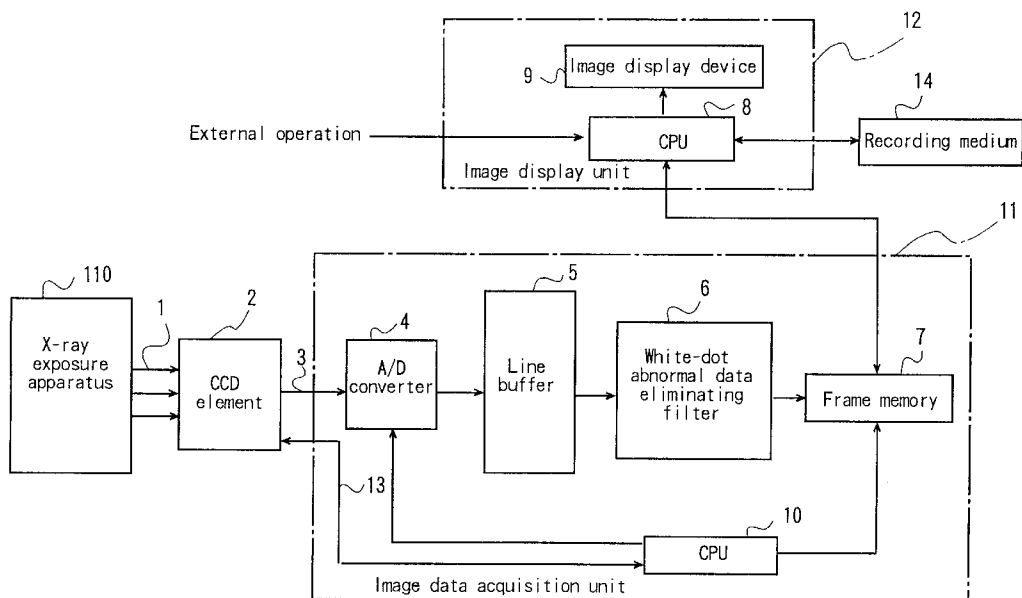 12
9
Image display device
8
14
External operation
CPU
Recording medium
Image display unit
11
110
1
2
X-ray
exposure
apparatus
CCD
element
3
4
A/D
converter
5
Line
buffer
6
White-dot
abnormal data
eliminating
filter
7
Frame memory
13
10
CPU
Image data acquisition unit